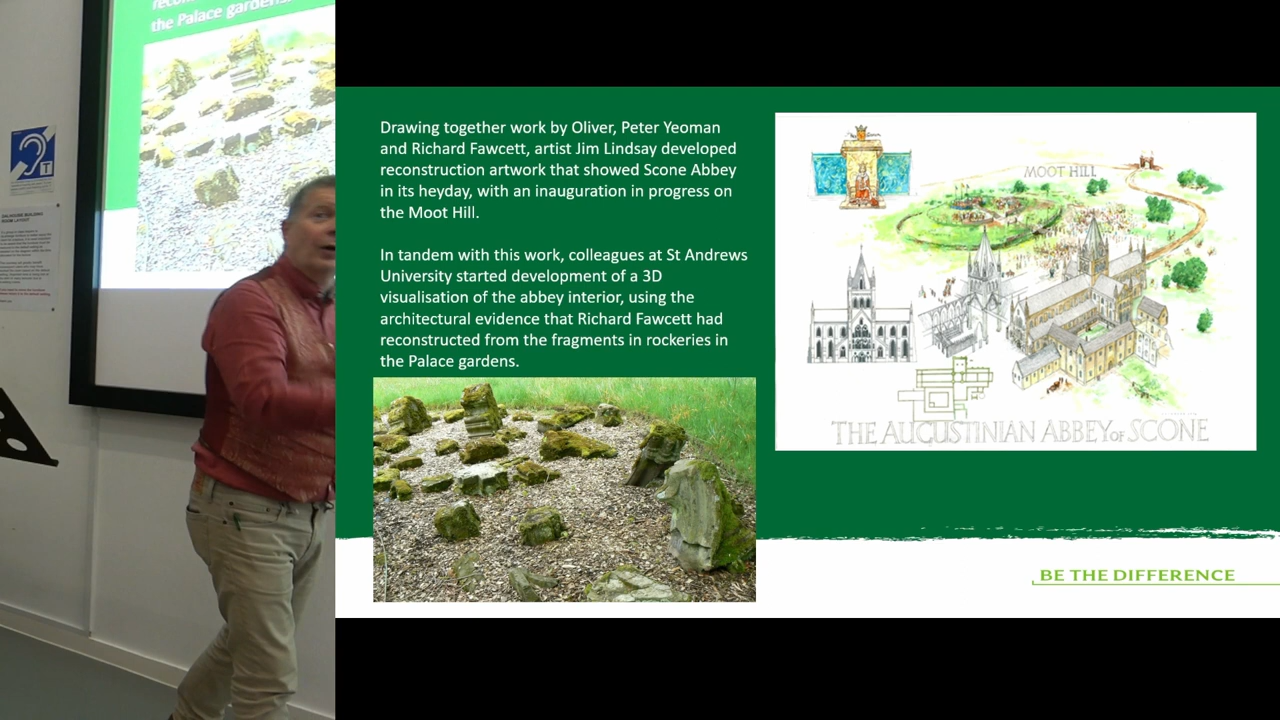 the Palace gardens.
Drawing together work by Oliver, Peter Yeoman
and Richard Fawcett, artist Jim Lindsay developed
reconstruction artwork that showed Scone Abbey
in its heyday, with an inauguration in progress on
the Moot Hill.
In tandem with this work, colleagues at St Andrews
University started development of a 3D
visualisation of the abbey interior, using the
architectural evidence that Richard Fawcett had
reconstructed from the fragments in rockeries in
the Palace gardens.
MOOT HILL
THE AUGUSTINIAN ABBEY OF SCONE
BE THE DIFFERENCE
T